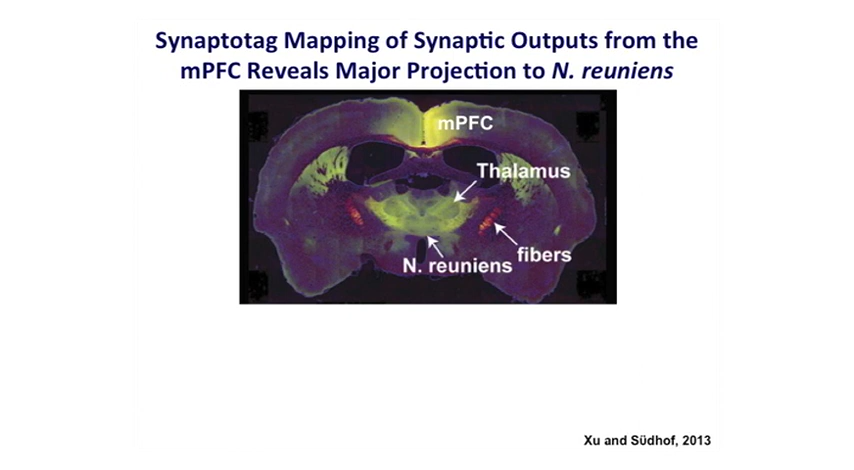 Synaptotag Mapping of Synaptic Outputs from the
mPFC Reveals Major Projection to N. reuniens
mPFC
Thalamus
fibers
N. reuniens
Xu and Südhof, 2013